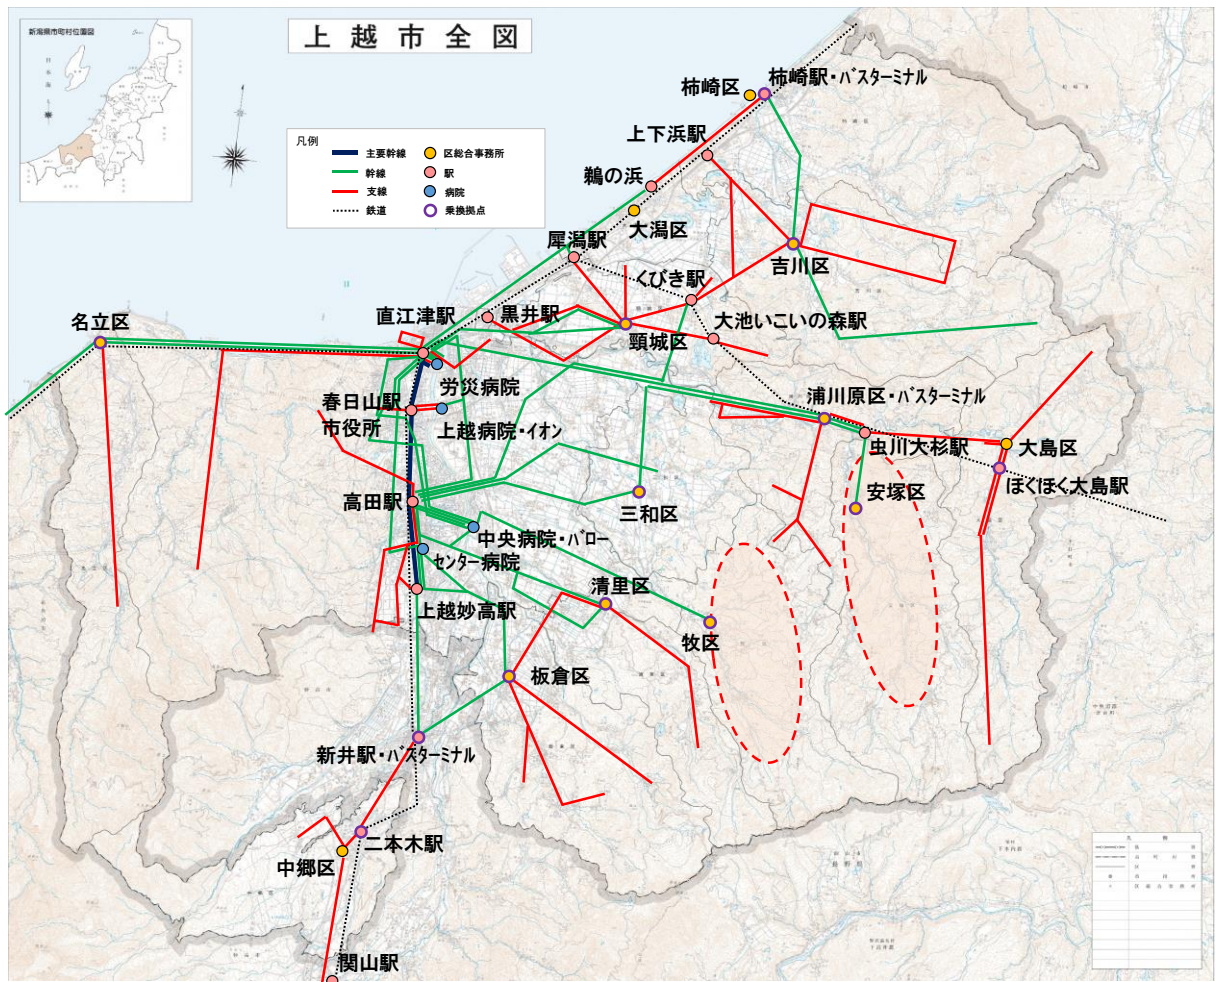 上越市全図
新潟県市町村位置図
凡例
主要幹線
幹線
支線
鉄道
区総合事務所
駅
病院
乗換拠点
柿崎区
柿崎駅・バスターミナル
上下浜駅
鵜の浜
大潟区
犀潟駅
吉川区
くびき駅
名立区
直江津駅
黒井駅
大池いこいの森駅
頸城区
労災病院
浦川原区・バスターミナル
春日山駅
市役所
上越病院・イオン
虫川大杉駅
大島区
ほくほく大島駅
高田駅
三和区
安塚区
中央病院・バロー
センター病院
清里区
上越妙高駅
牧区
板倉区
新井駅・バスターミナル
二本木駅
中郷区
関山駅